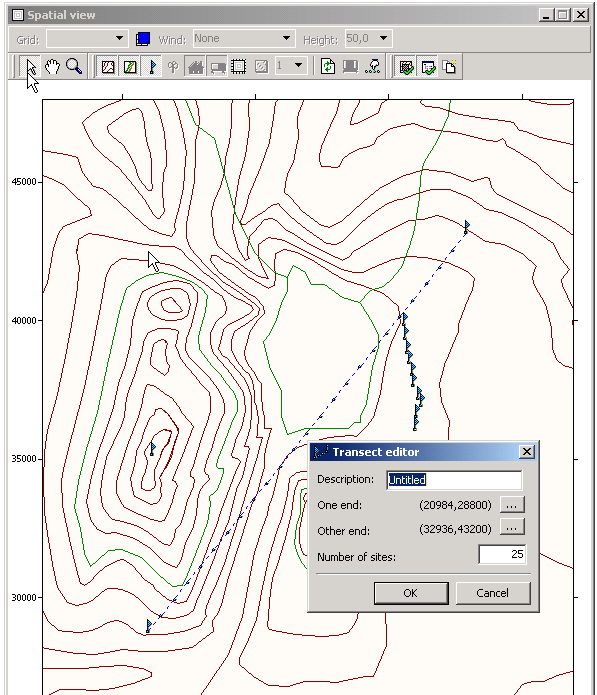 Spatial view
Grid: Wind: None Height: 50,0
1
45000
40000
35000
30000
Transect editor
Description: Untitled
One end: (20984,28800) ...
Other end: (32936,43200) ...
Number of sites: 25
OK Cancel